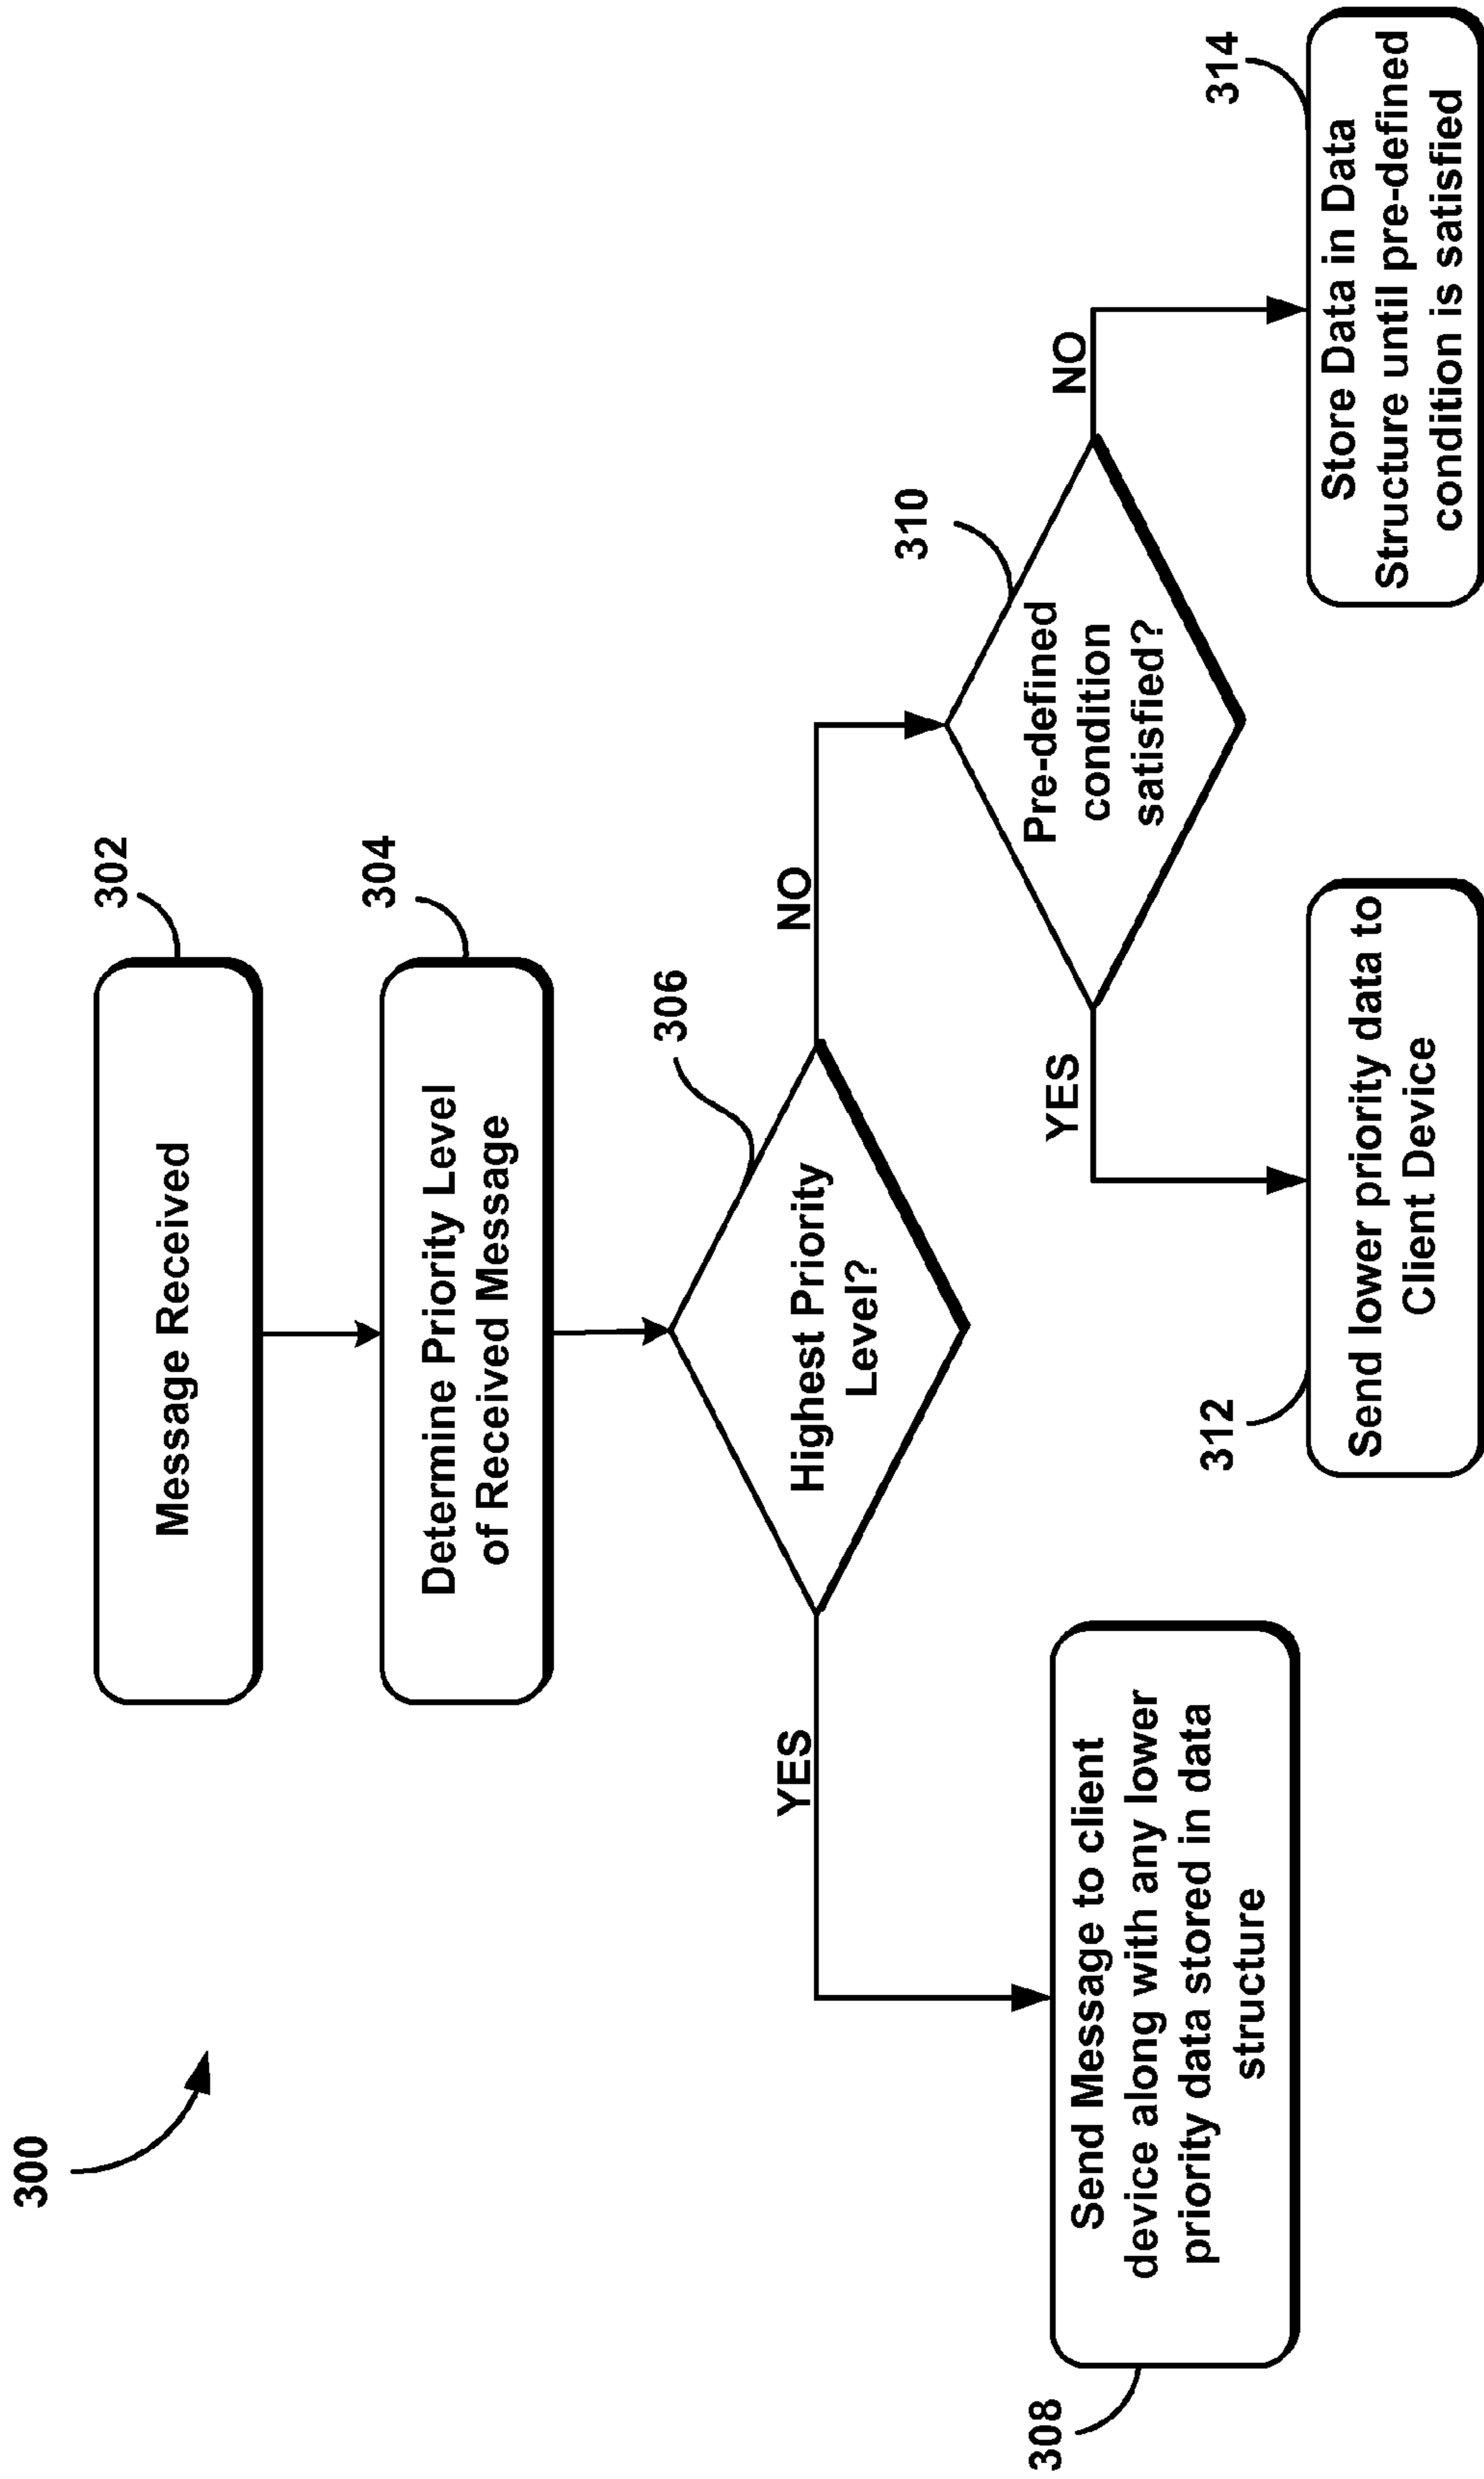 300
302
Message Received
304
Determine Priority Level
of Received Message
306
Highest Priority
Level?
YES
NO
308
Send Message to client
device along with any lower
priority data stored in data
structure
310
Pre-defined
condition
satisfied?
YES
NO
312
Send lower priority data to
Client Device
314
Store Data in Data
Structure until pre-defined
condition is satisfied